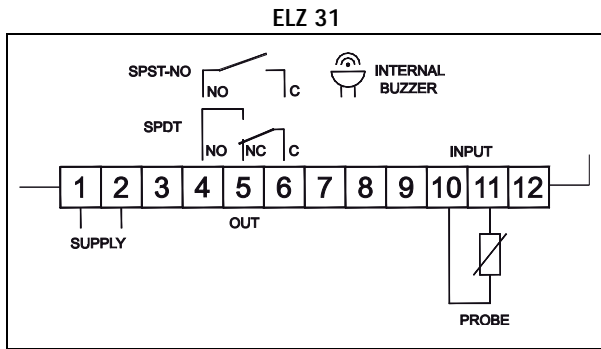 ELZ 31
SPST-NO
NO
C
INTERNAL
BUZZER
SPDT
NO
NC
C
INPUT
1 2 3 4 5 6 7 8 9 10 11 12
SUPPLY
OUT
PROBE